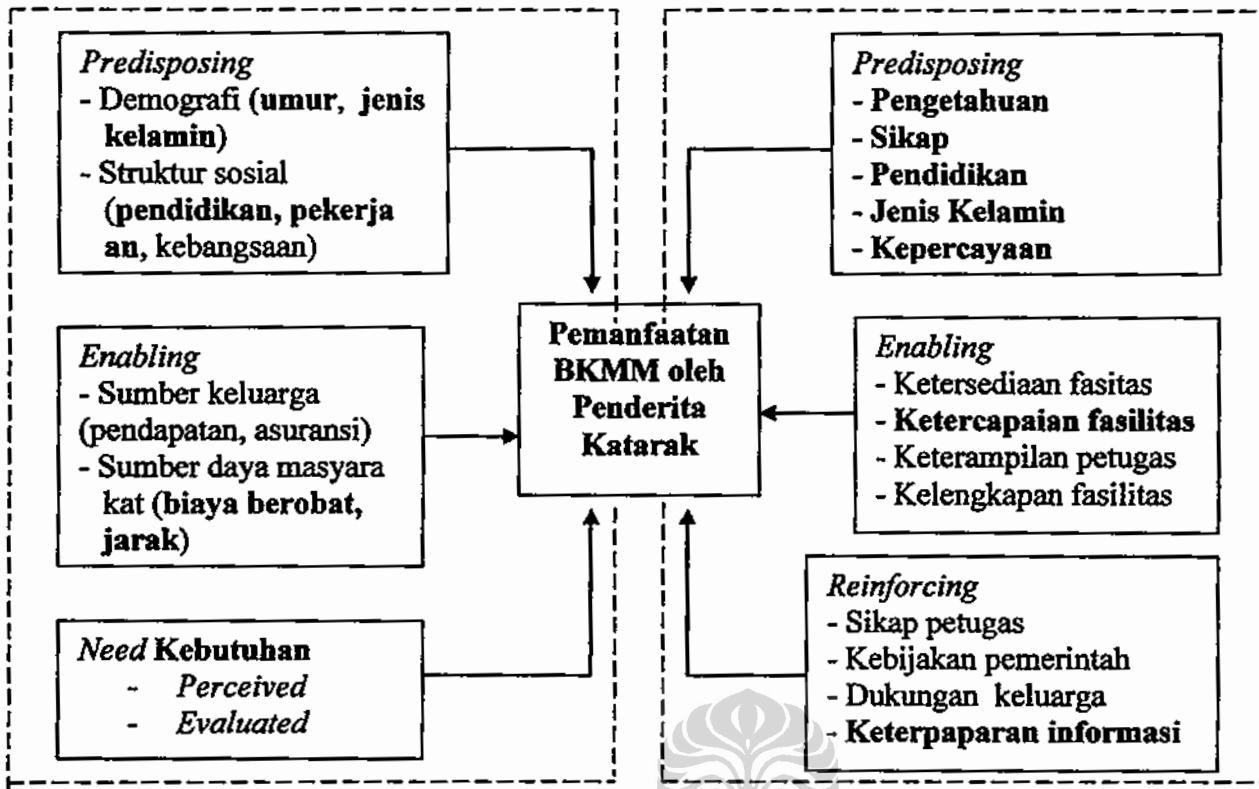 Predisposing
- Demografi (umur, jenis
kelamin)
- Struktur sosial
(pendidikan, pekerja
an, kebangsaan)
Enabling
- Sumber keluarga
(pendapatan, asuransi)
- Sumber daya masyara
kat (biaya berobat,
jarak)
Need Kebutuhan
- Perceived
- Evaluated
Pemanfaatan
BKMM oleh
Penderita
Katarak
Predisposing
- Pengetahuan
- Sikap
- Pendidikan
- Jenis Kelamin
- Kepercayaan
Enabling
- Ketersediaan fasitas
- Ketercapaian fasilitas
- Keterampilan petugas
- Kelengkapan fasilitas
Reinforcing
- Sikap petugas
- Kebijakan pemerintah
- Dukungan keluarga
- Keterpaparan informasi